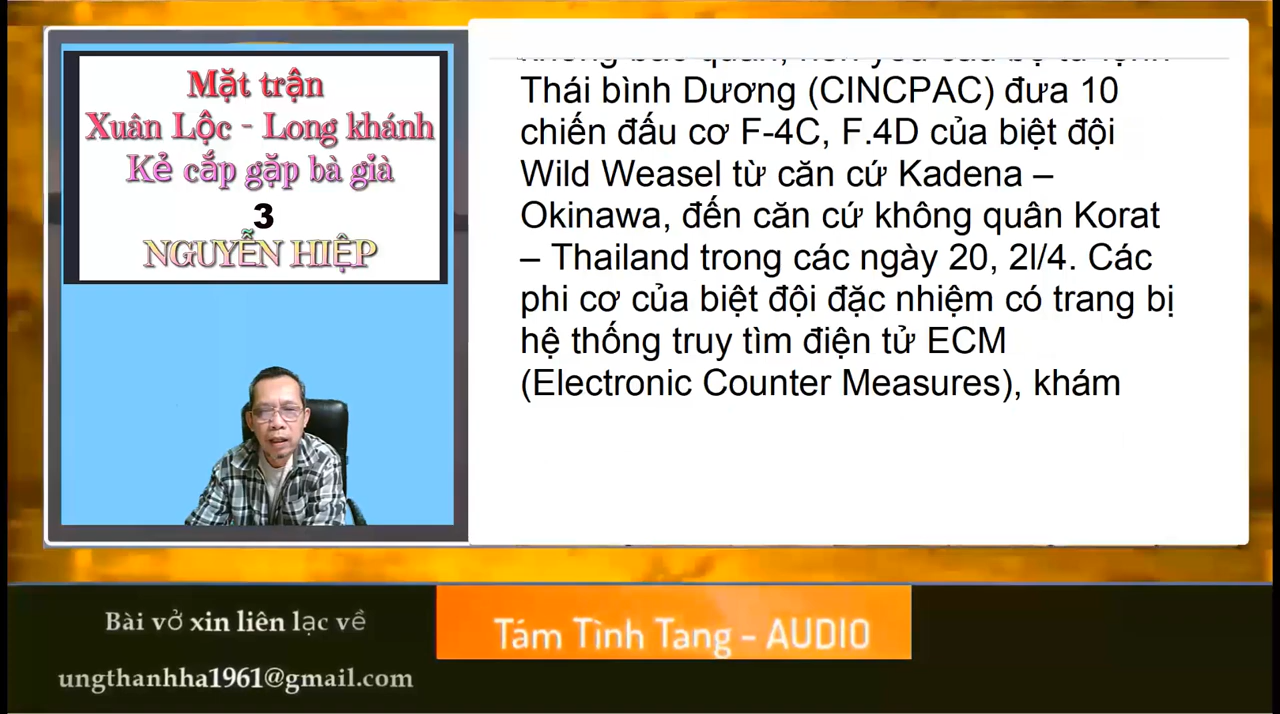 Mặt trận
Xuân Lộc - Long khánh
Kẻ cắp gặp bà già
3
NGUYỄN HIỆP
Thái bình Dương (CINCPAC) đưa 10
chiến đấu cơ F-4C, F.4D của biệt đội
Wild Weasel từ căn cứ Kadena –
Okinawa, đến căn cứ không quân Korat
– Thailand trong các ngày 20, 2l/4. Các
phi cơ của biệt đội đặc nhiệm có trang bị
hệ thống truy tìm điện tử ECM
(Electronic Counter Measures), khám
Bài vở xin liên lạc về
ungthanhha1961@gmail.com
Tám Tình Tang - AUDIO